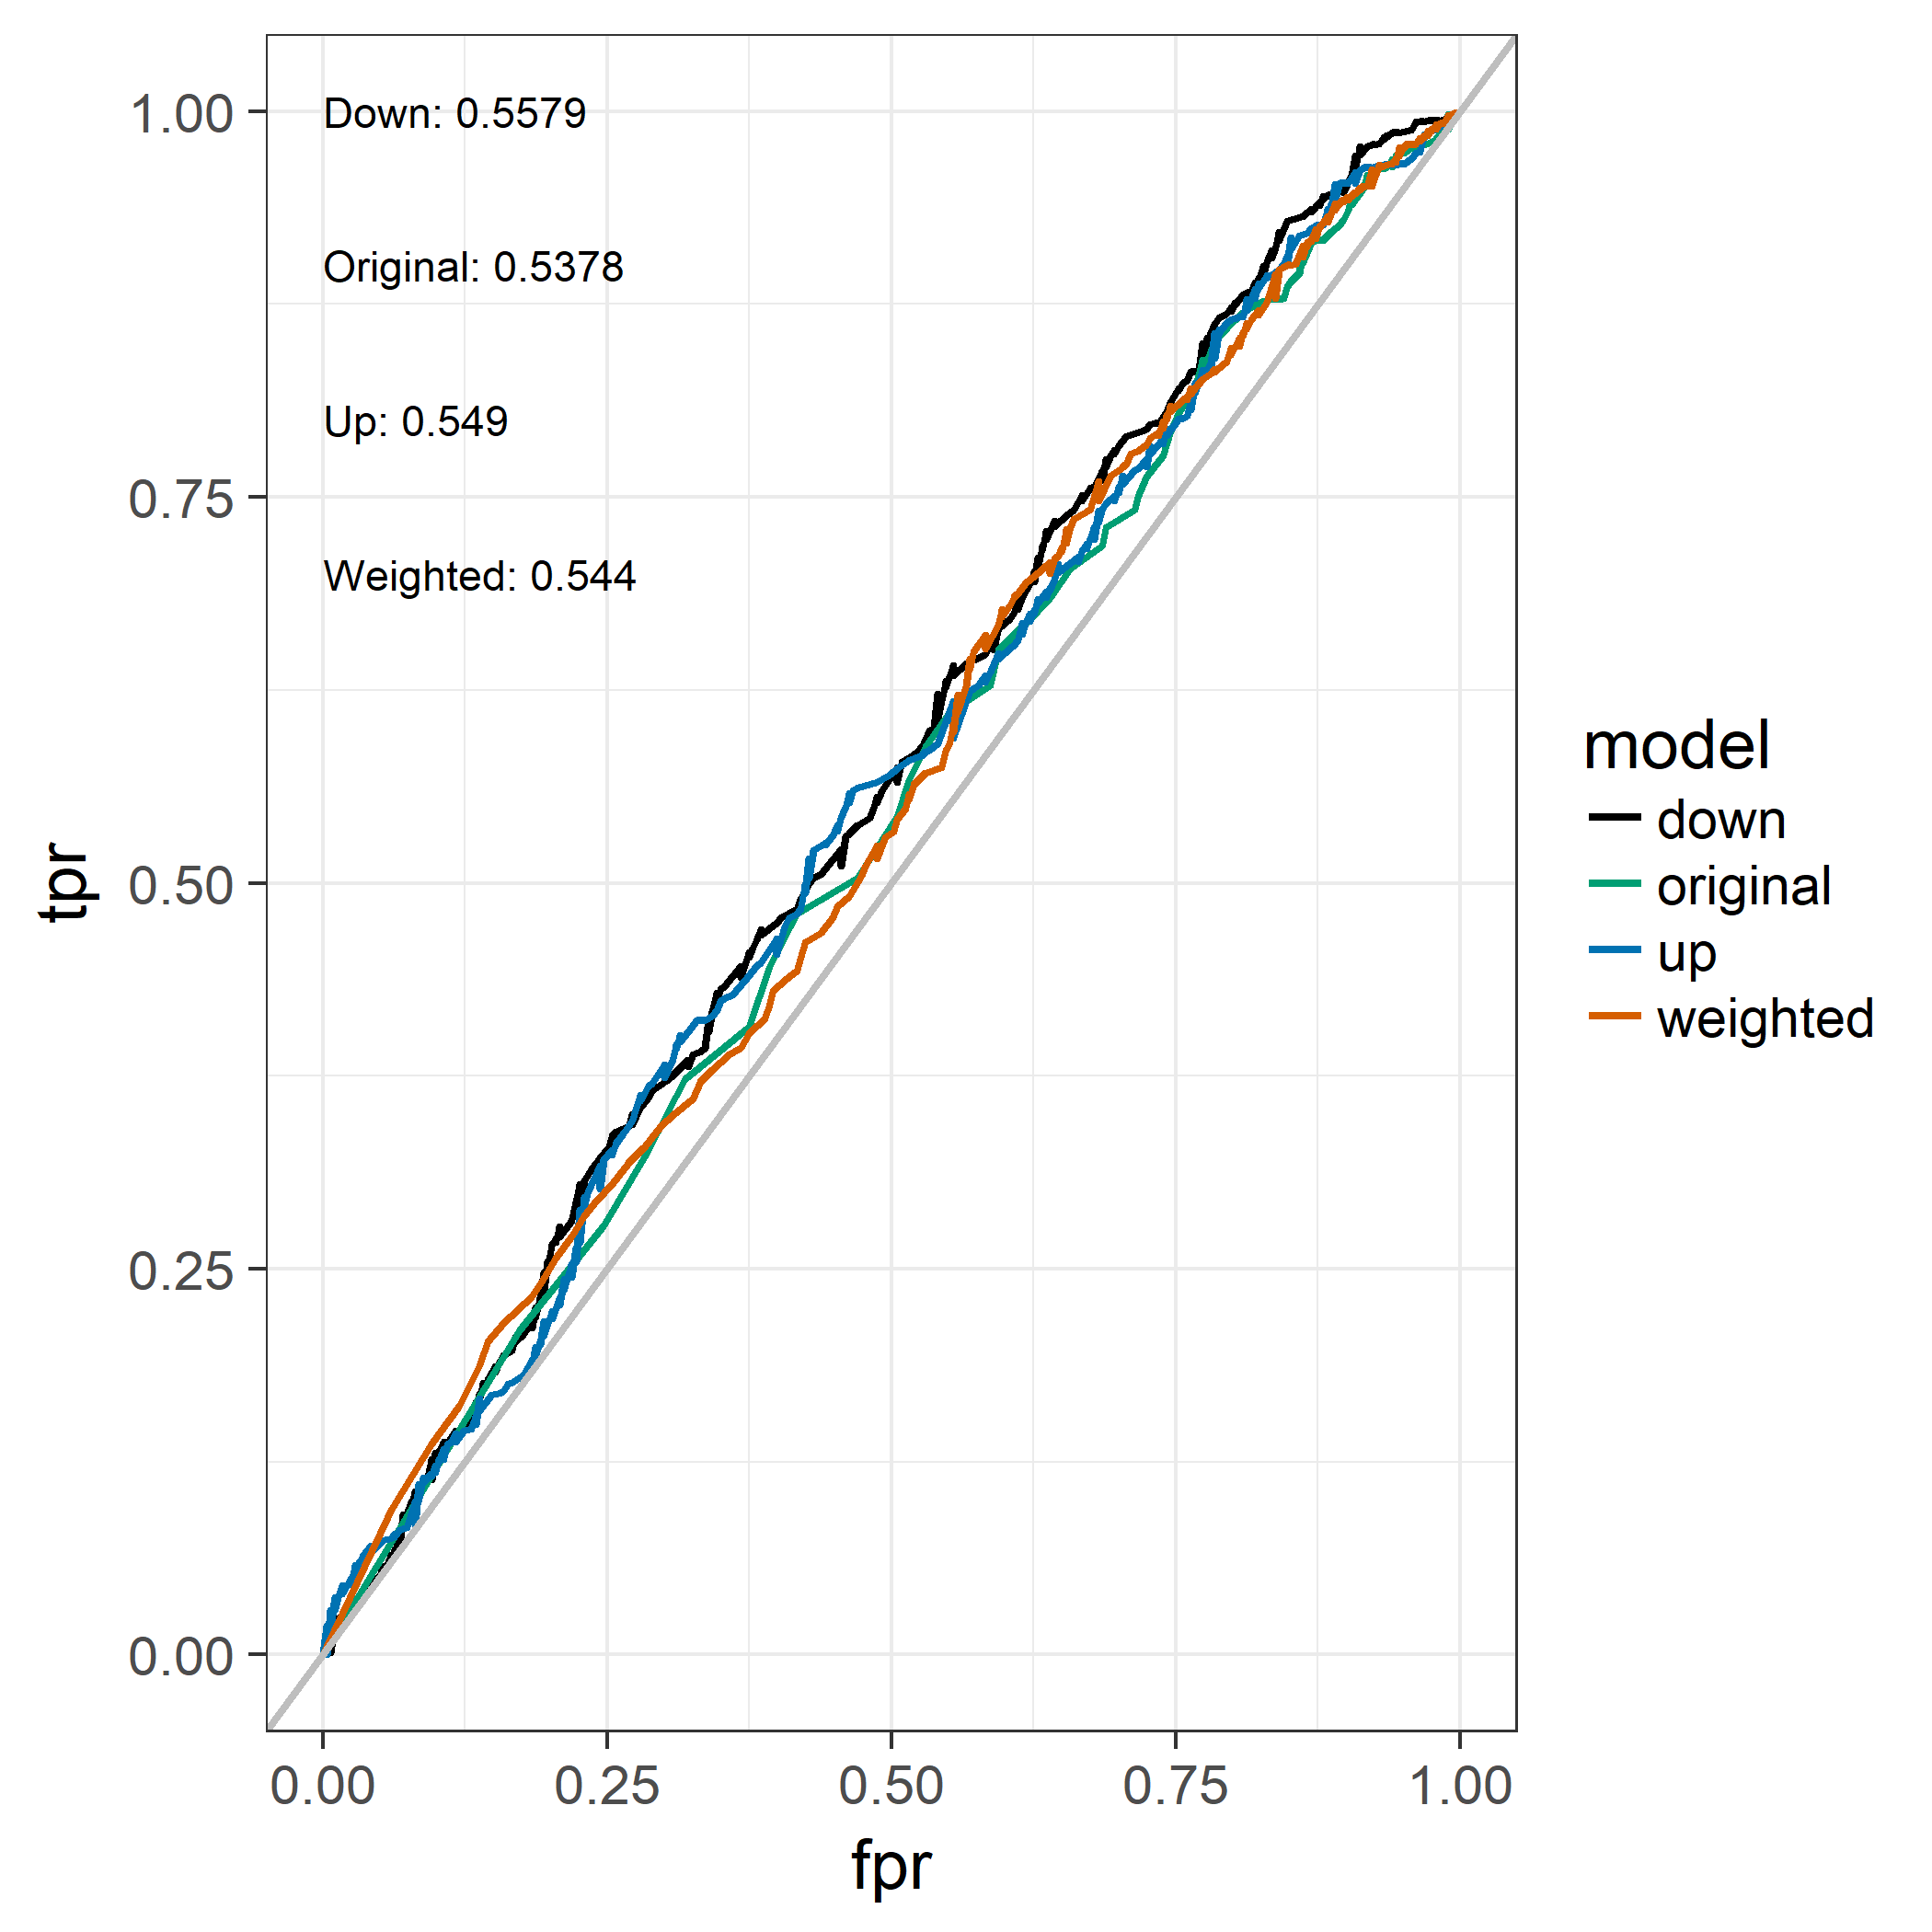 Down: 0.5579
Original: 0.5378
Up: 0.549
Weighted: 0.544
1.00
0.75
0.50
0.25
0.00
tpr
0.00 0.25 0.50 0.75 1.00
fpr
model
down
original
up
weighted